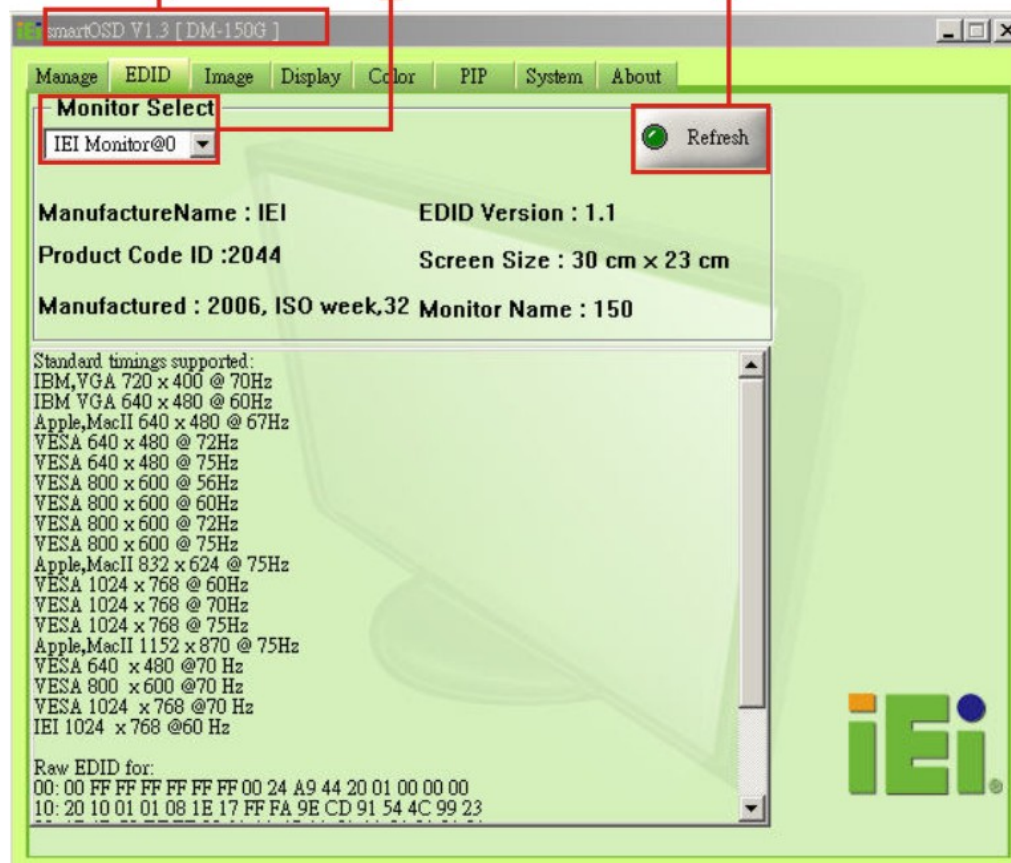 iEi smartOSD V1.3 [ DM-150G ]
Manage EDID Image Display Color PIP System About
Monitor Select
IEI Monitor@0
Refresh
ManufactureName : IEI EDID Version : 1.1
Product Code ID :2044 Screen Size : 30 cm × 23 cm
Manufactured : 2006, ISO week,32 Monitor Name : 150
Standard timings supported:
IBM,VGA 720 x 400 @ 70Hz
IBM VGA 640 x 480 @ 60Hz
Apple,MacII 640 x 480 @ 67Hz
VESA 640 x 480 @ 72Hz
VESA 640 x 480 @ 75Hz
VESA 800 x 600 @ 56Hz
VESA 800 x 600 @ 60Hz
VESA 800 x 600 @ 72Hz
VESA 800 x 600 @ 75Hz
Apple,MacII 832 x 624 @ 75Hz
VESA 1024 x 768 @ 60Hz
VESA 1024 x 768 @ 70Hz
VESA 1024 x 768 @ 75Hz
Apple,MacII 1152 x 870 @ 75Hz
VESA 640  x 480 @70 Hz
VESA 800  x 600 @70 Hz
VESA 1024  x 768 @70 Hz
IEI 1024  x 768 @60 Hz
Raw EDID for:
00: 00 FF FF FF FF FF FF 00 24 A9 44 20 01 00 00 00
10: 20 10 01 01 08 1E 17 FF FA 9E CD 91 54 4C 99 23
iEi®